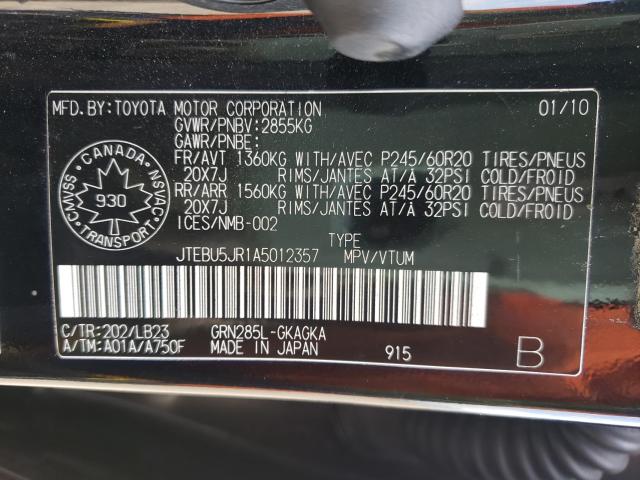 MFD.BY:TOYOTA MOTOR CORPORATION 01/10
GVWR/PNBV:2855KG
GAWR/PNBE:
FR/AVT 1360KG WITH/AVEC P245/60R20 TIRES/PNEUS
20X7J RIMS/JANTES AT/À 32PSI COLD/FROID
RR/ARR 1560KG WITH/AVEC P245/60R20 TIRES/PNEUS
20X7J RIMS/JANTES AT/À 32PSI COLD/FROID
ICES/NMB-002
CANADA
CMVSS NSVAC
930
TRANSPORT
TYPE
JTEBU5JR1A5012357 MPV/VTUM
C/TR:202/LB23 GRN285L-GKAGKA
A/TM:A01A/A750F MADE IN JAPAN 915 B